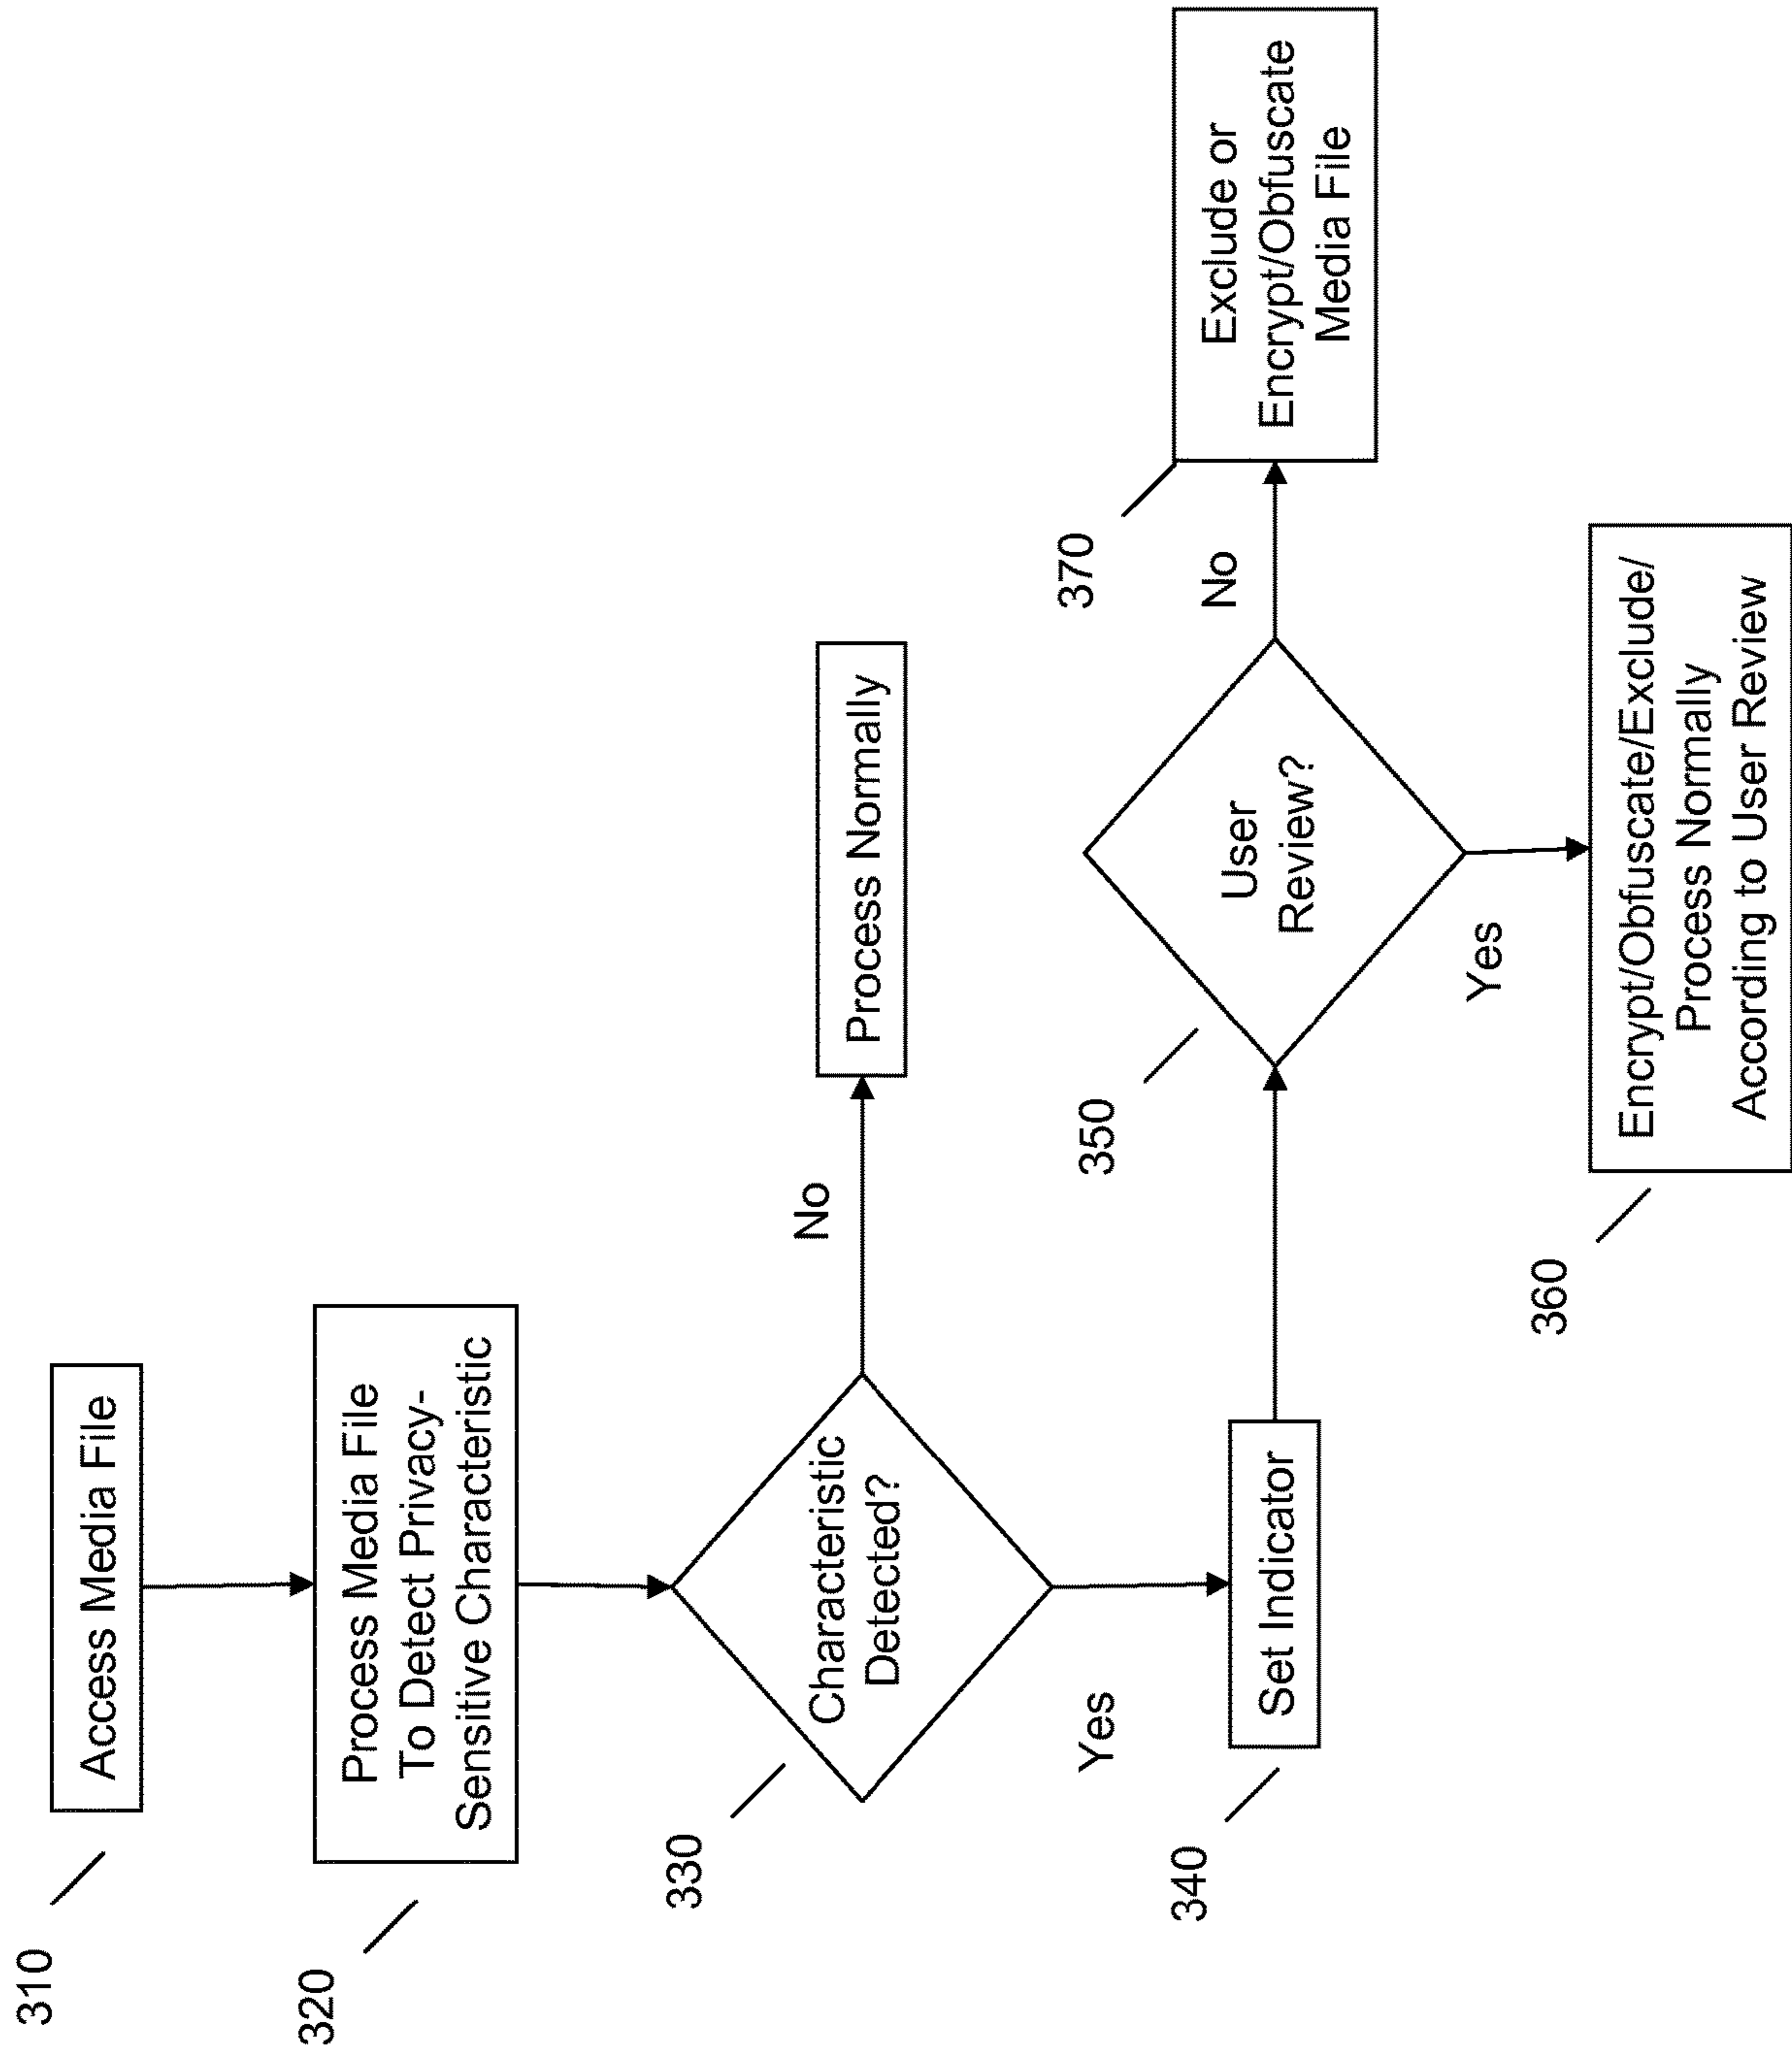 310
Access Media File
320
Process Media File
To Detect Privacy-
Sensitive Characteristic
330
Characteristic
Detected?
No
Process Normally
Yes
340
Set Indicator
350
User
Review?
No
370
Exclude or
Encrypt/Obfuscate
Media File
Yes
360
Encrypt/Obfuscate/Exclude/
Process Normally
According to User Review